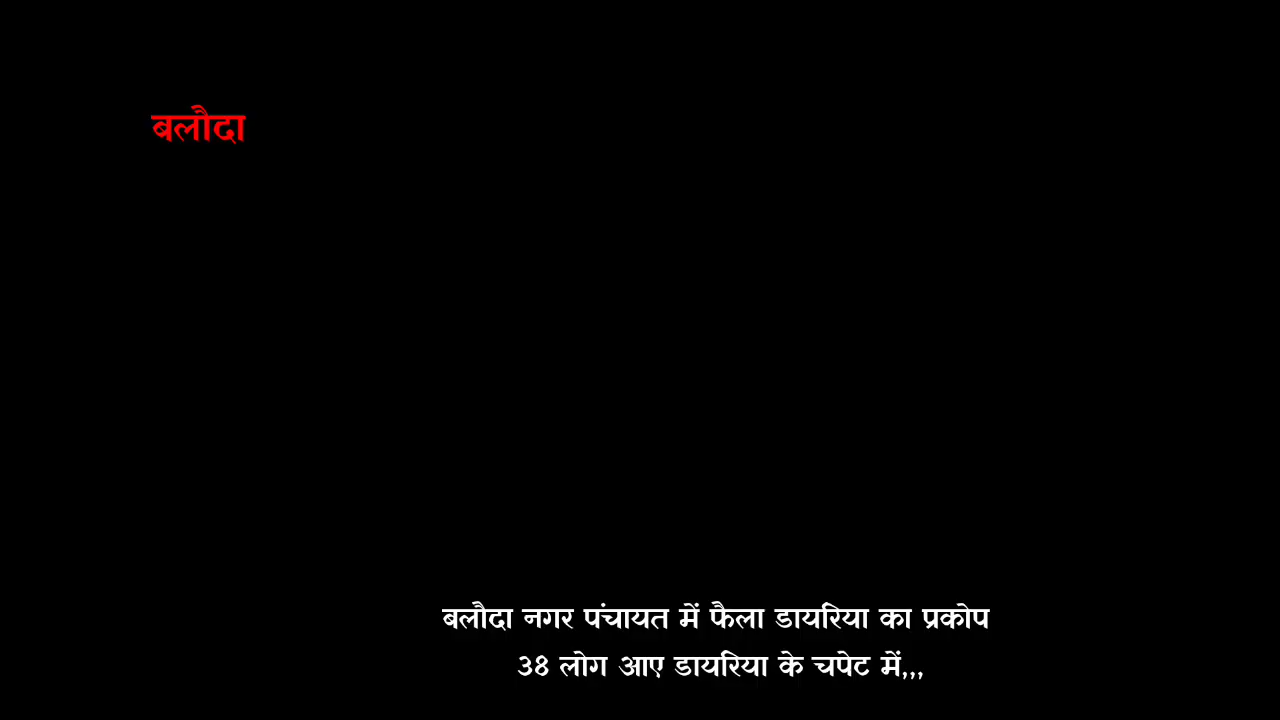 बलौदा
बलौदा नगर पंचायत में फैला डायरिया का प्रकोप
38 लोग आए डायरिया के चपेट में,,,